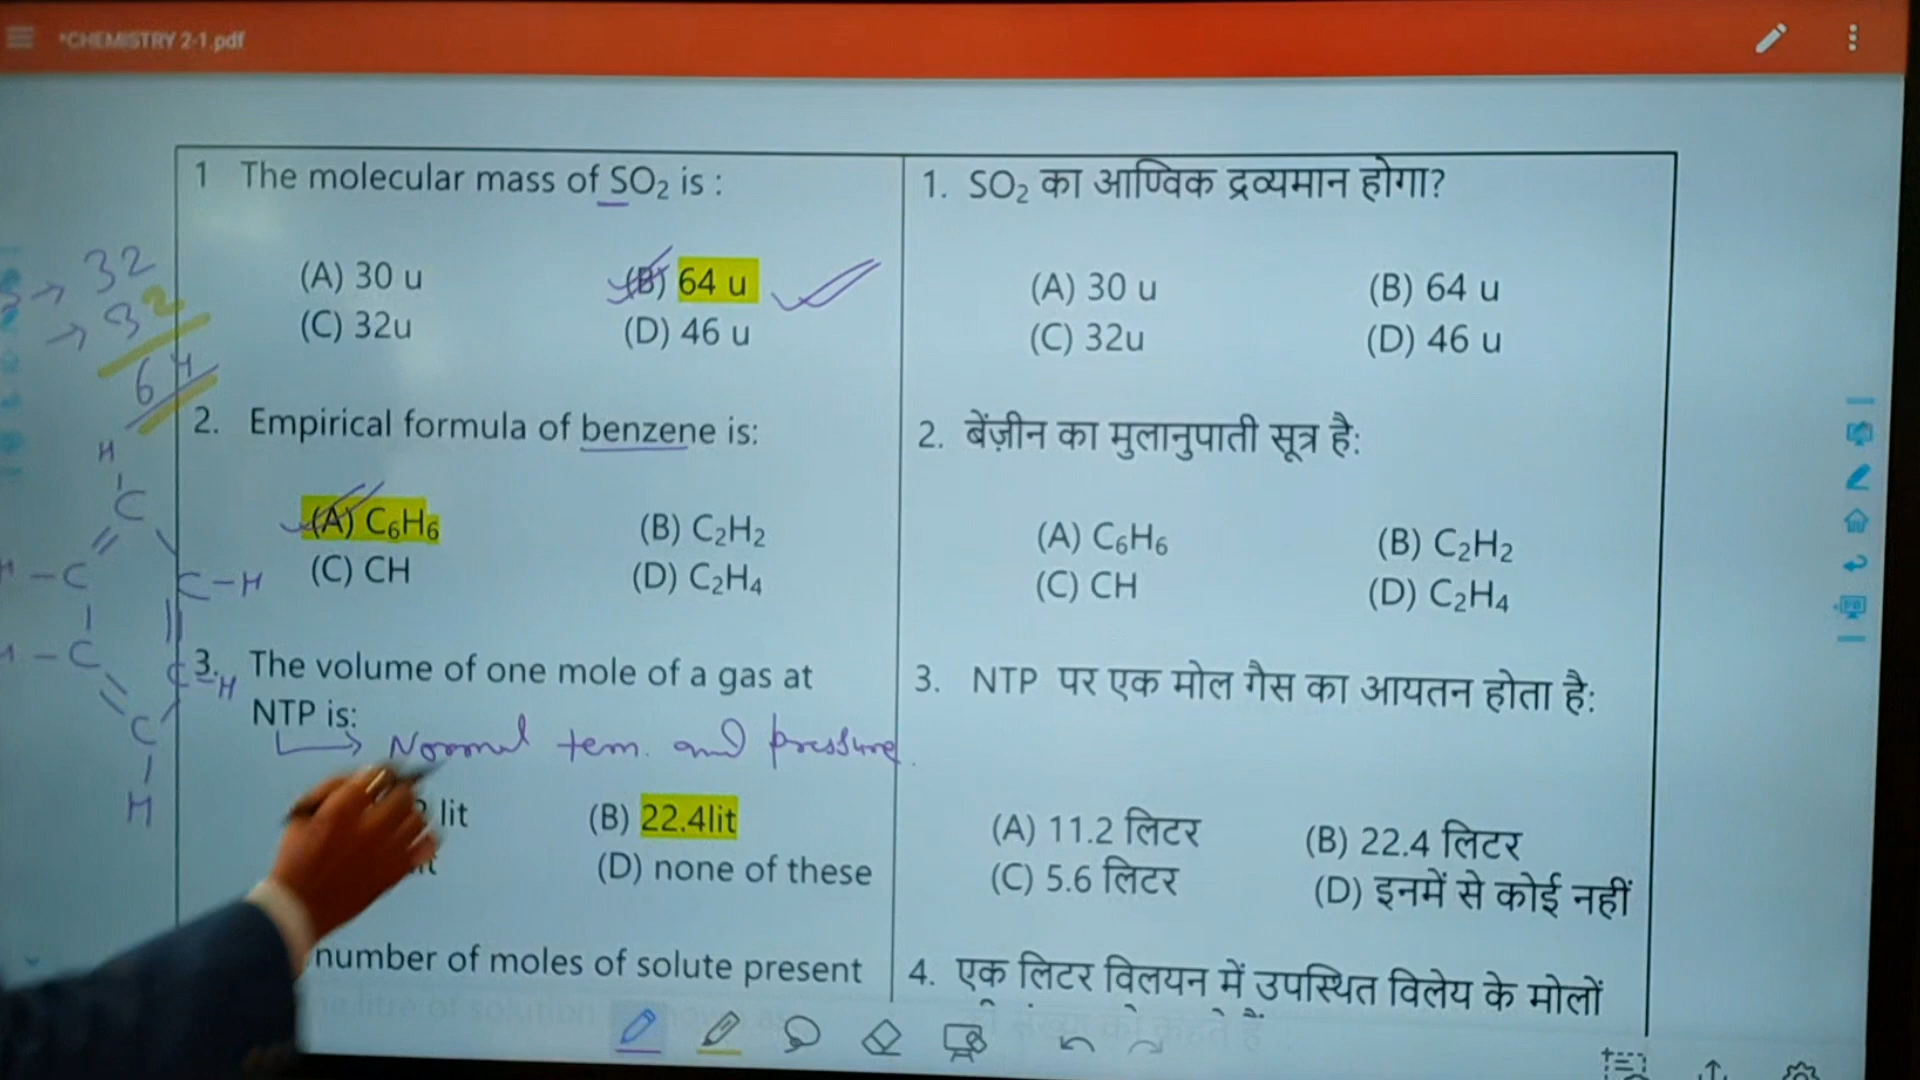 *CHEMISTRY 2-1.pdf
1 The molecular mass of SO₂ is :
(A) 30 u (B) 64 u
(C) 32u (D) 46 u
32
32
64
2. Empirical formula of benzene is:
(A) C₆H₆ (B) C₂H₂
(C) CH (D) C₂H₄
H
C
H – C
C – H
H – C
C – H
C
H
3. The volume of one mole of a gas at
NTP is:
Normal tem. and pressure.
lit (B) 22.4lit
(D) none of these
number of moles of solute present
1. SO₂ का आण्विक द्रव्यमान होगा?
(A) 30 u (B) 64 u
(C) 32u (D) 46 u
2. बेंज़ीन का मुलानुपाती सूत्र है:
(A) C₆H₆ (B) C₂H₂
(C) CH (D) C₂H₄
3. NTP पर एक मोल गैस का आयतन होता है:
(A) 11.2 लिटर (B) 22.4 लिटर
(C) 5.6 लिटर (D) इनमें से कोई नहीं
4. एक लिटर विलयन में उपस्थित विलेय के मोलों